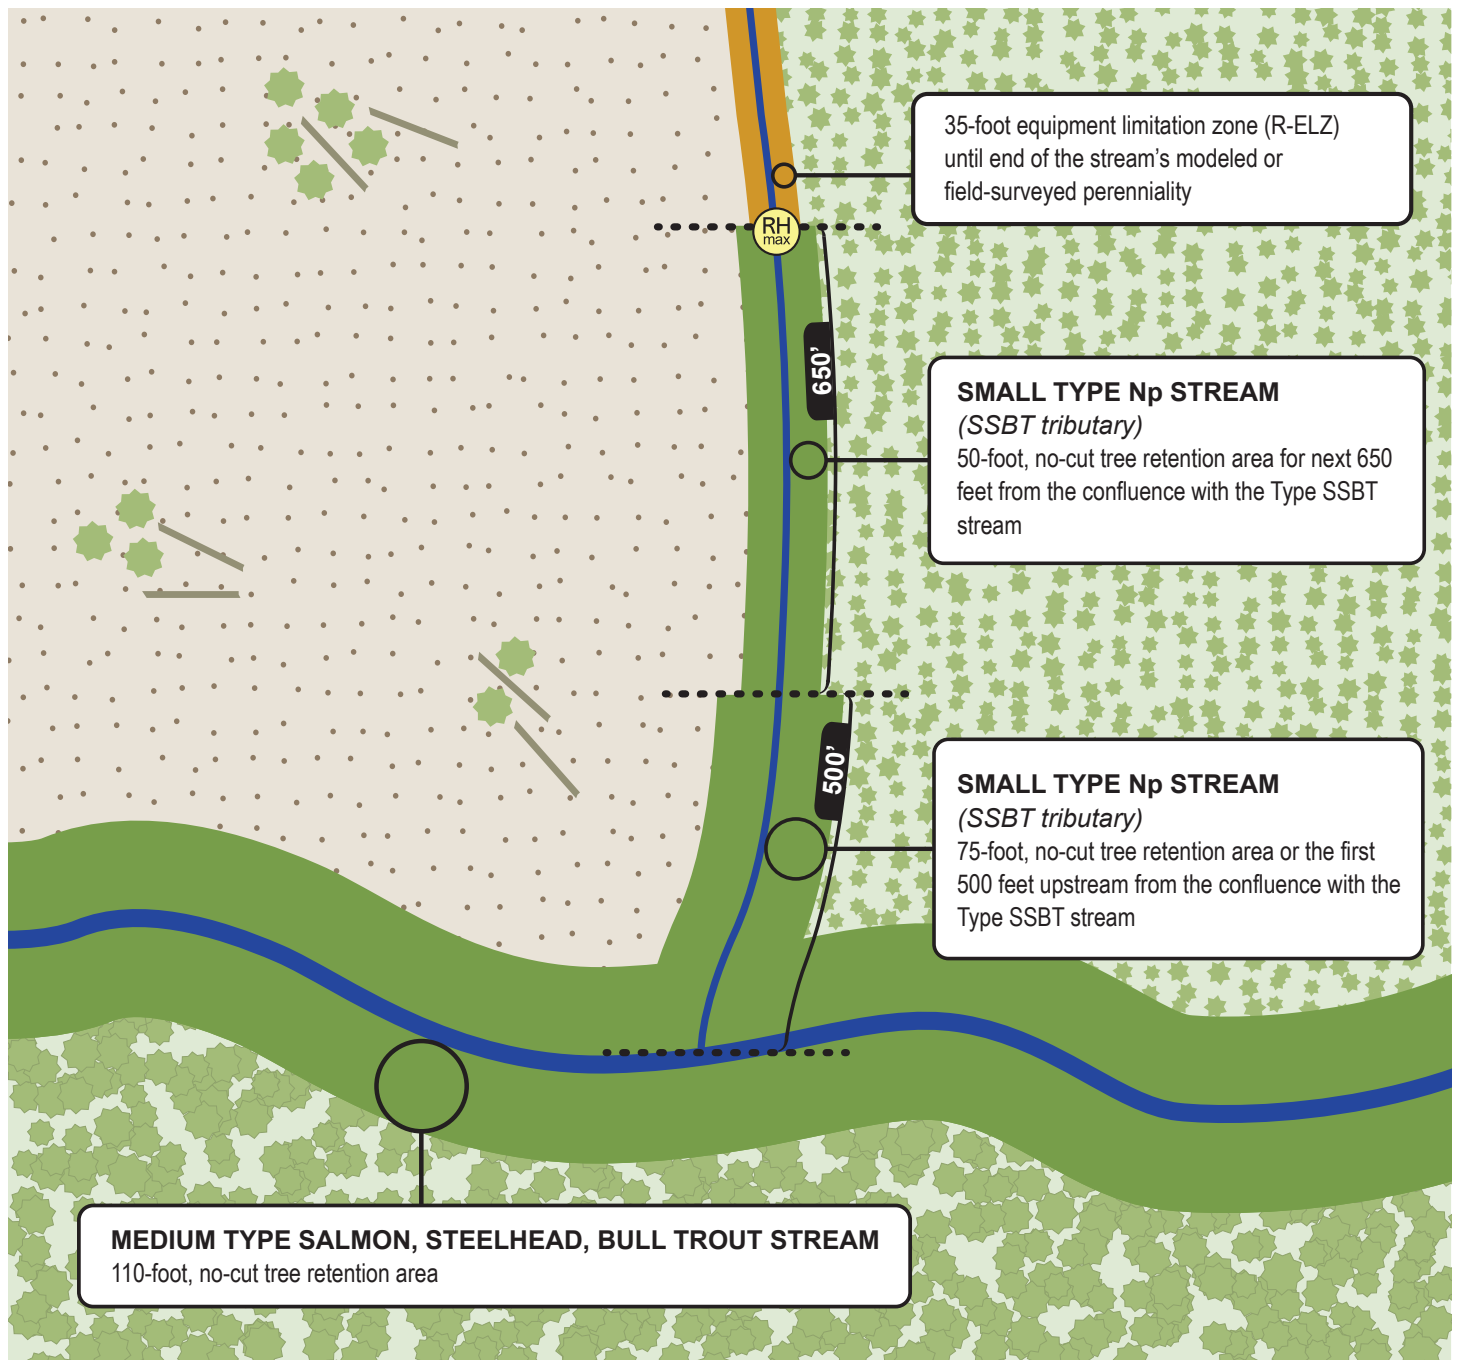 35-foot equipment limitation zone (R-ELZ)
until end of the stream’s modeled or
field-surveyed perenniality
RH
max
650’
SMALL TYPE Np STREAM
(SSBT tributary)
50-foot, no-cut tree retention area for next 650
feet from the confluence with the Type SSBT
stream
500’
SMALL TYPE Np STREAM
(SSBT tributary)
75-foot, no-cut tree retention area or the first
500 feet upstream from the confluence with the
Type SSBT stream
MEDIUM TYPE SALMON, STEELHEAD, BULL TROUT STREAM
110-foot, no-cut tree retention area